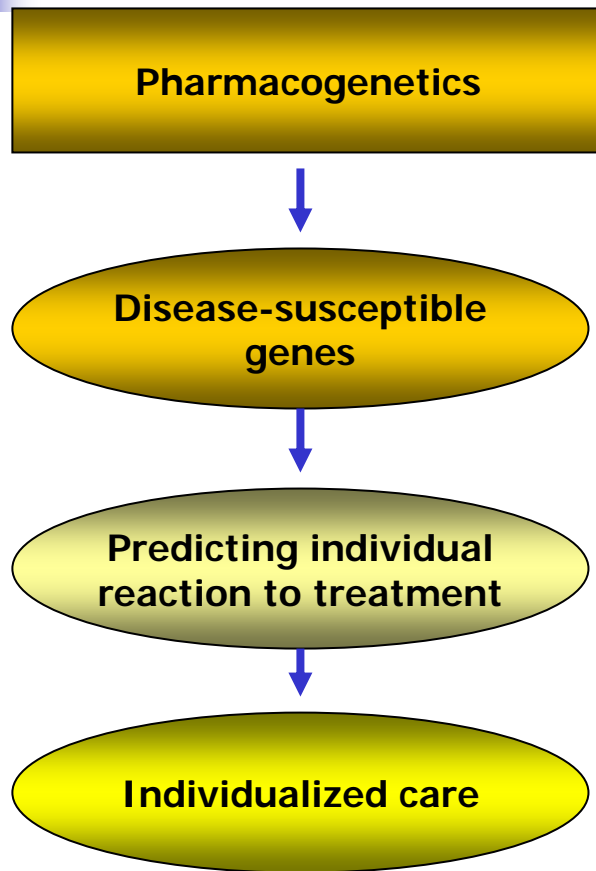 Pharmacogenetics
Disease-susceptible
genes
Predicting individual
reaction to treatment
Individualized care